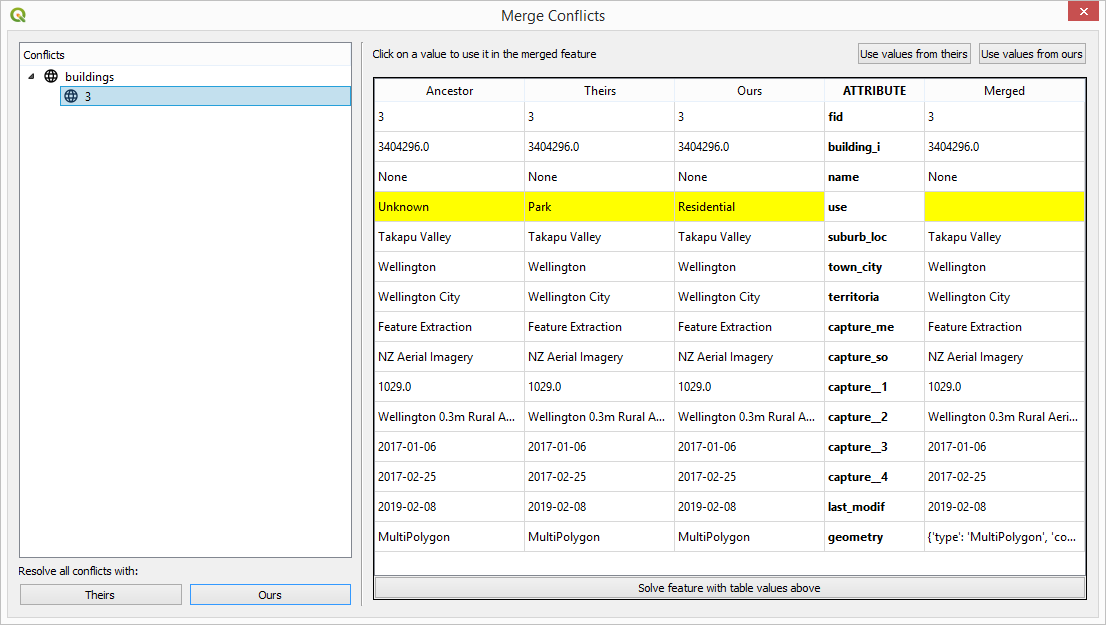 Merge Conflicts
Conflicts
buildings
3
Resolve all conflicts with:
Theirs Ours
Click on a value to use it in the merged feature Use values from theirs Use values from ours
Ancestor Theirs Ours ATTRIBUTE Merged
3 3 3 fid 3
3404296.0 3404296.0 3404296.0 building_i 3404296.0
None None None name None
Unknown Park Residential use
Takapu Valley Takapu Valley Takapu Valley suburb_loc Takapu Valley
Wellington Wellington Wellington town_city Wellington
Wellington City Wellington City Wellington City territoria Wellington City
Feature Extraction Feature Extraction Feature Extraction capture_me Feature Extraction
NZ Aerial Imagery NZ Aerial Imagery NZ Aerial Imagery capture_so NZ Aerial Imagery
1029.0 1029.0 1029.0 capture__1 1029.0
Wellington 0.3m Rural A... Wellington 0.3m Rural A... Wellington 0.3m Rural A... capture__2 Wellington 0.3m Rural Aeri...
2017-01-06 2017-01-06 2017-01-06 capture__3 2017-01-06
2017-02-25 2017-02-25 2017-02-25 capture__4 2017-02-25
2019-02-08 2019-02-08 2019-02-08 last_modif 2019-02-08
MultiPolygon MultiPolygon MultiPolygon geometry {'type': 'MultiPolygon', 'co...
Solve feature with table values above